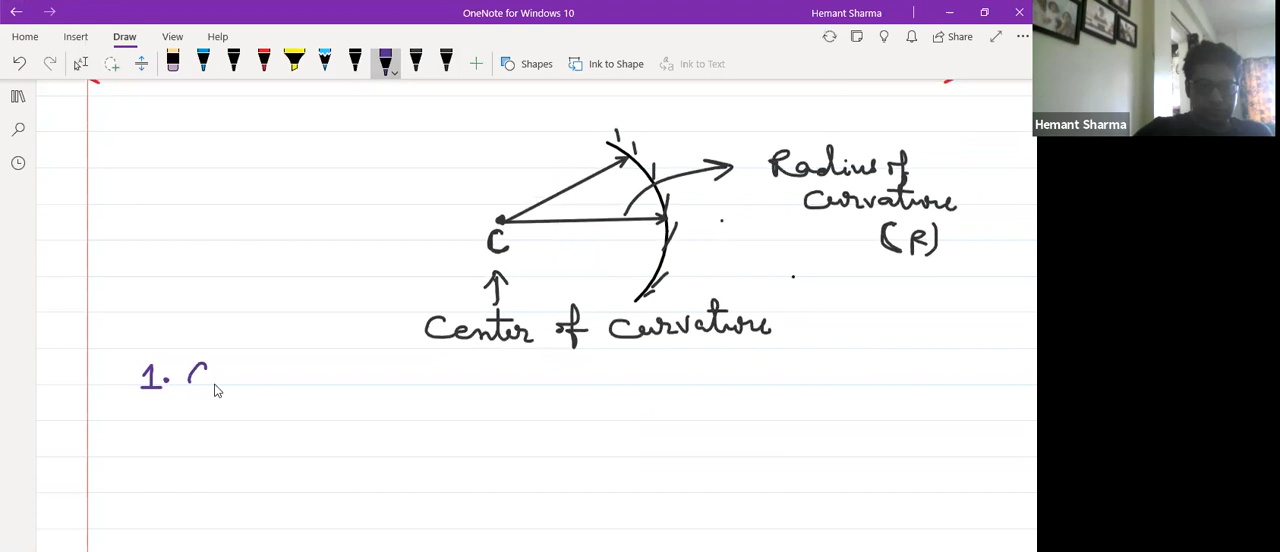 OneNote for Windows 10
Hemant Sharma
Home Insert Draw View Help
Share
Shapes
Ink to Shape
Ink to Text
Hemant Sharma
Radius of
curvature
(R)
C
Center of curvature
1.